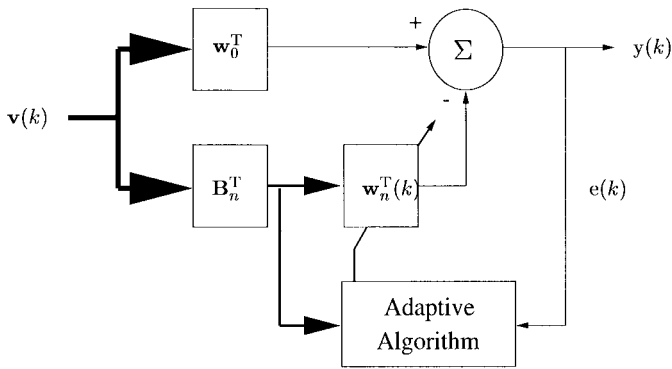 w₀ᵀ
+
Σ
y(k)
v(k)
-
Bₙᵀ
wₙᵀ(k)
e(k)
Adaptive
Algorithm